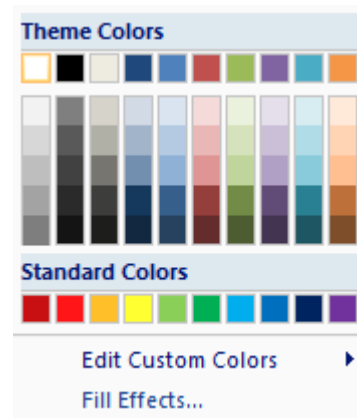 Theme Colors
Standard Colors
Edit Custom Colors
Fill Effects...